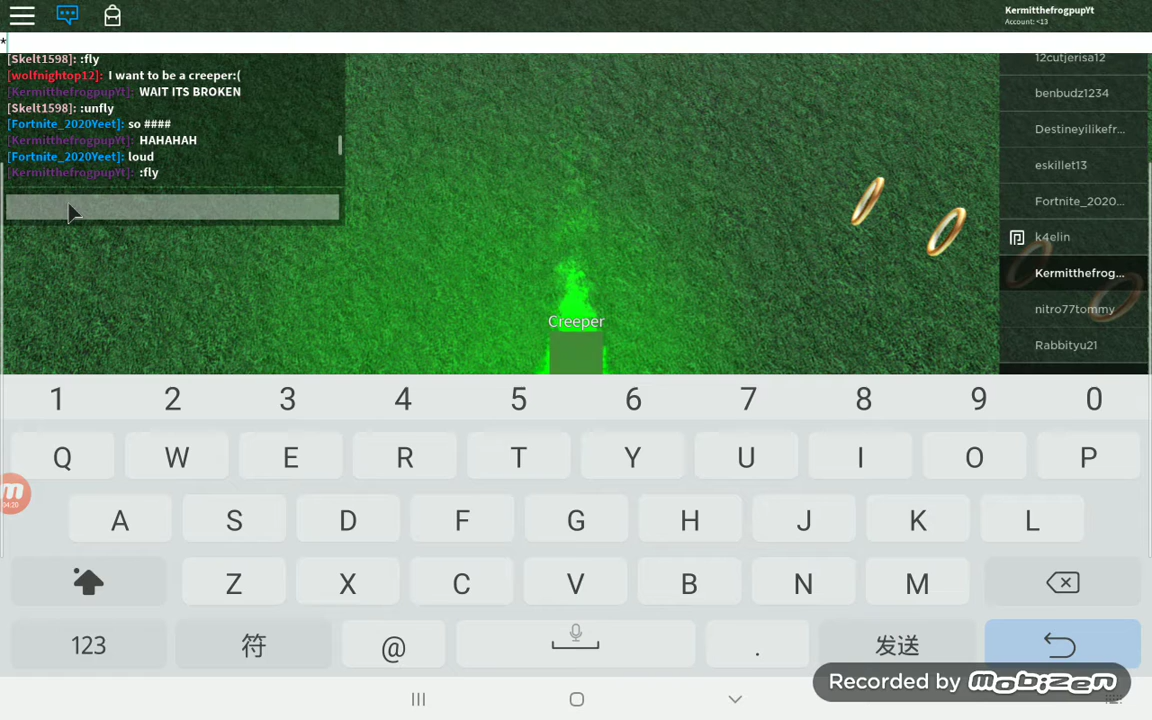 KermitthefrogpupYt
Account: <13
*
[Skelt1598]: :fly
[wolfnightop12]: I want to be a creeper:(
[KermitthefrogpupYt]: WAIT ITS BROKEN
[Skelt1598]: :unfly
[Fortnite_2020Yeet]: so ####
[KermitthefrogpupYt]: HAHAHAH
[Fortnite_2020Yeet]: loud
[KermitthefrogpupYt]: :fly
12cutjerisa12
benbudz1234
Destineyilikefr...
eskillet13
Fortnite_2020...
k4elin
Kermitthefrog...
nitro77tommy
Rabbityu21
Creeper
1 2 3 4 5 6 7 8 9 0
Q W E R T Y U I O P
A S D F G H J K L
04:20
Z X C V B N M
123 符 @ . 发送
Recorded by mobizen